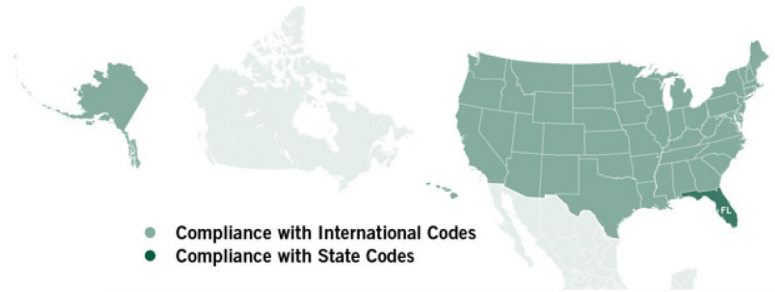 FL
Compliance with International Codes
Compliance with State Codes